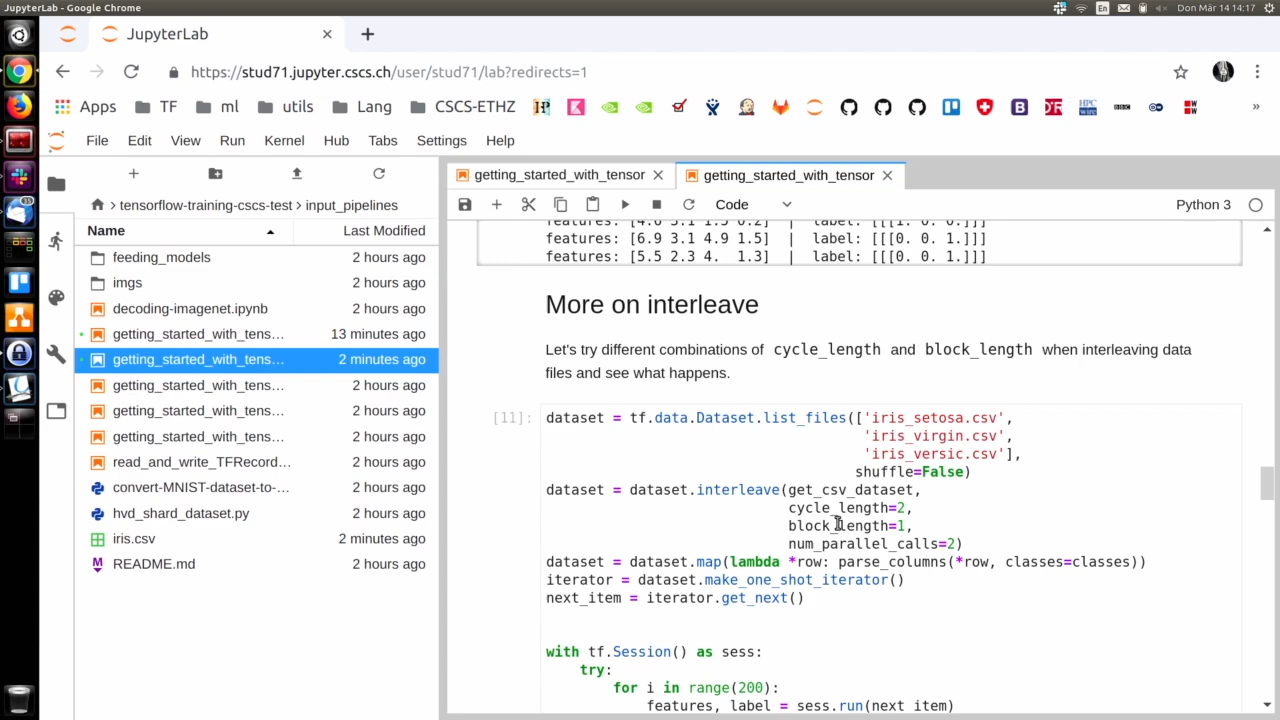 JupyterLab - Google Chrome
En
Don Mär 14 14:17
JupyterLab
https://stud71.jupyter.cscs.ch/user/stud71/lab?redirects=1
Apps TF ml utils Lang CSCS-ETHZ
File Edit View Run Kernel Hub Tabs Settings Help
getting_started_with_tensor
getting_started_with_tensor
tensorflow-training-cscs-test > input_pipelines
Code
Python 3
Name Last Modified
feeding_models 2 hours ago
imgs 2 hours ago
decoding-imagenet.ipynb 2 hours ago
getting_started_with_tens... 13 minutes ago
getting_started_with_tens... 2 minutes ago
getting_started_with_tens... 2 hours ago
getting_started_with_tens... 2 hours ago
getting_started_with_tens... 2 hours ago
read_and_write_TFRecord... 2 hours ago
convert-MNIST-dataset-to-... 2 hours ago
hvd_shard_dataset.py 2 hours ago
iris.csv 2 minutes ago
README.md 2 hours ago
features: [6.9 3.1 4.9 1.5] | label: [[[0. 0. 1.]]]
features: [5.5 2.3 4. 1.3] | label: [[[0. 0. 1.]]]
More on interleave
Let's try different combinations of cycle_length and block_length when interleaving data
files and see what happens.
[11]: dataset = tf.data.Dataset.list_files(['iris_setosa.csv',
'iris_virgin.csv',
'iris_versic.csv'],
shuffle=False)
dataset = dataset.interleave(get_csv_dataset,
cycle_length=2,
block_length=1,
num_parallel_calls=2)
dataset = dataset.map(lambda *row: parse_columns(*row, classes=classes))
iterator = dataset.make_one_shot_iterator()
next_item = iterator.get_next()
with tf.Session() as sess:
try:
for i in range(200):
features, label = sess.run(next_item)